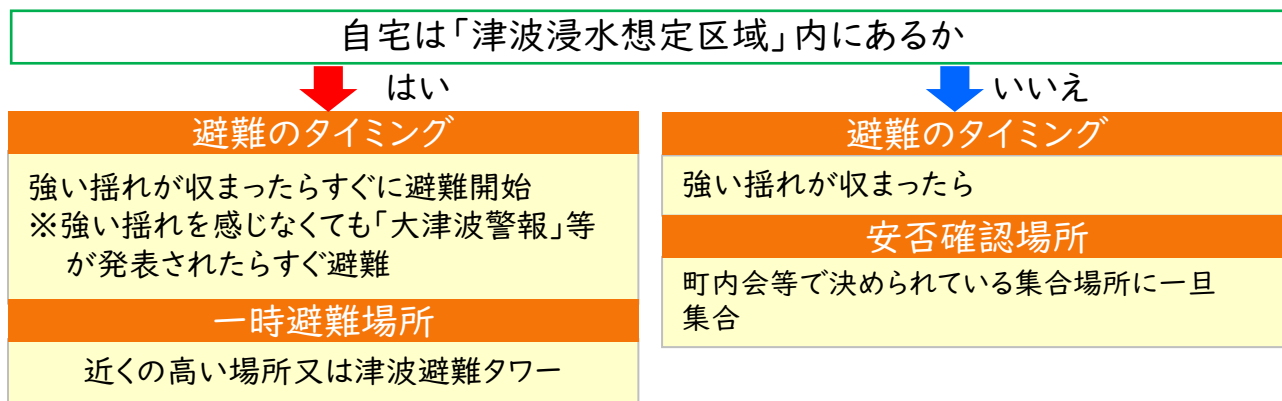 自宅は「津波浸水想定区域」内にあるか
はい
避難のタイミング
強い揺れが収まったらすぐに避難開始
※強い揺れを感じなくても「大津波警報」等
が発表されたらすぐ避難
一時避難場所
近くの高い場所又は津波避難タワー
いいえ
避難のタイミング
強い揺れが収まったら
安否確認場所
町内会等で決められている集合場所に一旦
集合